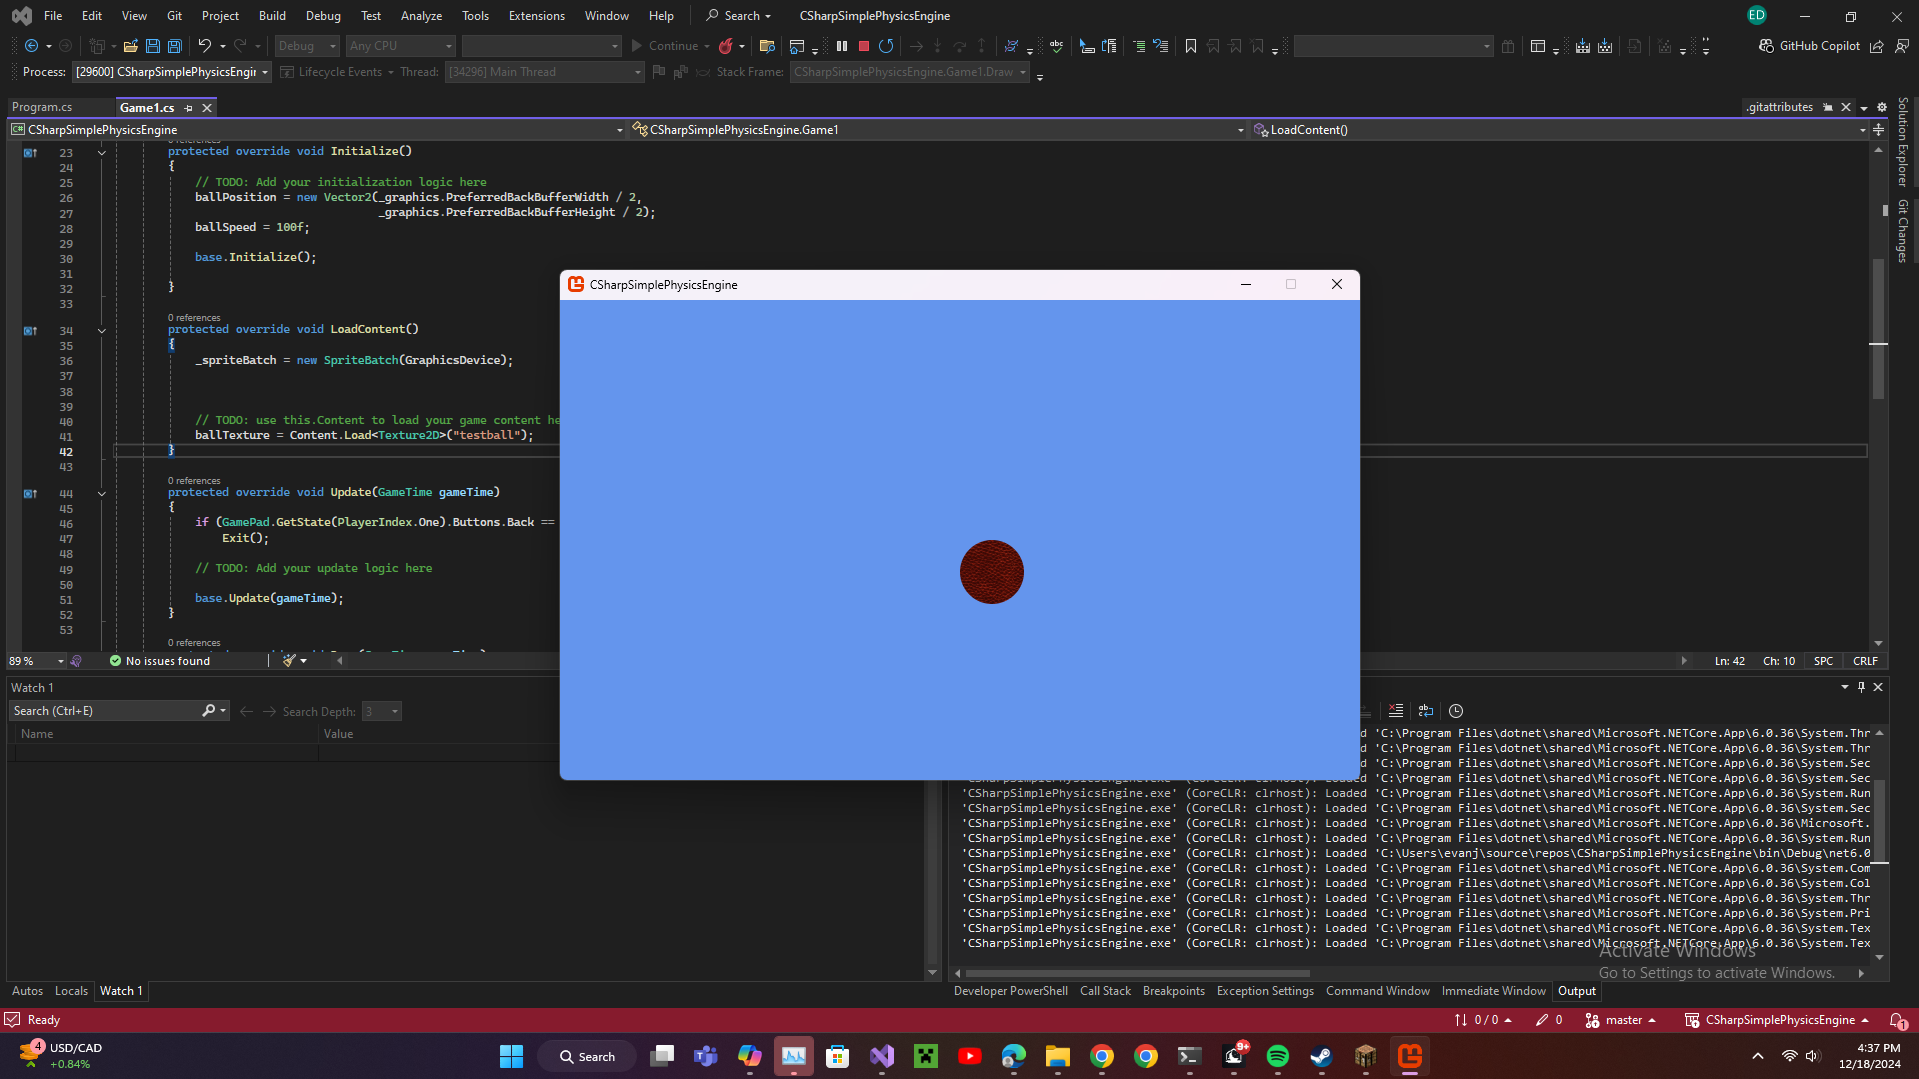 File Edit View Git Project Build Debug Test Analyze Tools Extensions Window Help Search CSharpSimplePhysicsEngine ED
Debug Any CPU Continue GitHub Copilot
Process: [29600] CSharpSimplePhysicsEngir Lifecycle Events Thread: [34296] Main Thread Stack Frame: CSharpSimplePhysicsEngine.Game1.Draw
Program.cs Game1.cs .gitattributes
CSharpSimplePhysicsEngine CSharpSimplePhysicsEngine.Game1 LoadContent()
Solution Explorer
Git Changes
23 protected override void Initialize()
24 {
25 // TODO: Add your initialization logic here
26 ballPosition = new Vector2(_graphics.PreferredBackBufferWidth / 2,
27 _graphics.PreferredBackBufferHeight / 2);
28 ballSpeed = 100f;
29
30 base.Initialize();
31
32 }
33
0 references
34 protected override void LoadContent()
35 {
36 _spriteBatch = new SpriteBatch(GraphicsDevice);
37
38
39
40 // TODO: use this.Content to load your game content he
41 ballTexture = Content.Load<Texture2D>("testball");
42 }
43
0 references
44 protected override void Update(GameTime gameTime)
45 {
46 if (GamePad.GetState(PlayerIndex.One).Buttons.Back ==
47 Exit();
48
49 // TODO: Add your update logic here
50
51 base.Update(gameTime);
52 }
53
0 references
CSharpSimplePhysicsEngine
89 % No issues found Ln: 42 Ch: 10 SPC CRLF
Watch 1
Search (Ctrl+E) Search Depth: 3
Name Value
d 'C:\Program Files\dotnet\shared\Microsoft.NETCore.App\6.0.36\System.Thr
d 'C:\Program Files\dotnet\shared\Microsoft.NETCore.App\6.0.36\System.Thr
d 'C:\Program Files\dotnet\shared\Microsoft.NETCore.App\6.0.36\System.Sec
d 'C:\Program Files\dotnet\shared\Microsoft.NETCore.App\6.0.36\System.Sec
'CSharpSimplePhysicsEngine.exe' (CoreCLR: clrhost): Loaded 'C:\Program Files\dotnet\shared\Microsoft.NETCore.App\6.0.36\System.Run
'CSharpSimplePhysicsEngine.exe' (CoreCLR: clrhost): Loaded 'C:\Program Files\dotnet\shared\Microsoft.NETCore.App\6.0.36\System.Sec
'CSharpSimplePhysicsEngine.exe' (CoreCLR: clrhost): Loaded 'C:\Program Files\dotnet\shared\Microsoft.NETCore.App\6.0.36\Microsoft.
'CSharpSimplePhysicsEngine.exe' (CoreCLR: clrhost): Loaded 'C:\Program Files\dotnet\shared\Microsoft.NETCore.App\6.0.36\System.Run
'CSharpSimplePhysicsEngine.exe' (CoreCLR: clrhost): Loaded 'C:\Users\evanj\source\repos\CSharpSimplePhysicsEngine\bin\Debug\net6.0
'CSharpSimplePhysicsEngine.exe' (CoreCLR: clrhost): Loaded 'C:\Program Files\dotnet\shared\Microsoft.NETCore.App\6.0.36\System.Com
'CSharpSimplePhysicsEngine.exe' (CoreCLR: clrhost): Loaded 'C:\Program Files\dotnet\shared\Microsoft.NETCore.App\6.0.36\System.Col
'CSharpSimplePhysicsEngine.exe' (CoreCLR: clrhost): Loaded 'C:\Program Files\dotnet\shared\Microsoft.NETCore.App\6.0.36\System.Thr
'CSharpSimplePhysicsEngine.exe' (CoreCLR: clrhost): Loaded 'C:\Program Files\dotnet\shared\Microsoft.NETCore.App\6.0.36\System.Pri
'CSharpSimplePhysicsEngine.exe' (CoreCLR: clrhost): Loaded 'C:\Program Files\dotnet\shared\Microsoft.NETCore.App\6.0.36\System.Tex
'CSharpSimplePhysicsEngine.exe' (CoreCLR: clrhost): Loaded 'C:\Program Files\dotnet\shared\Microsoft.NETCore.App\6.0.36\System.Tex
Activate Windows
Go to Settings to activate Windows.
Autos Locals Watch 1 Developer PowerShell Call Stack Breakpoints Exception Settings Command Window Immediate Window Output
Ready 0 / 0 0 master CSharpSimplePhysicsEngine 1
4 USD/CAD
+0.84%
Search 9+
4:37 PM
12/18/2024